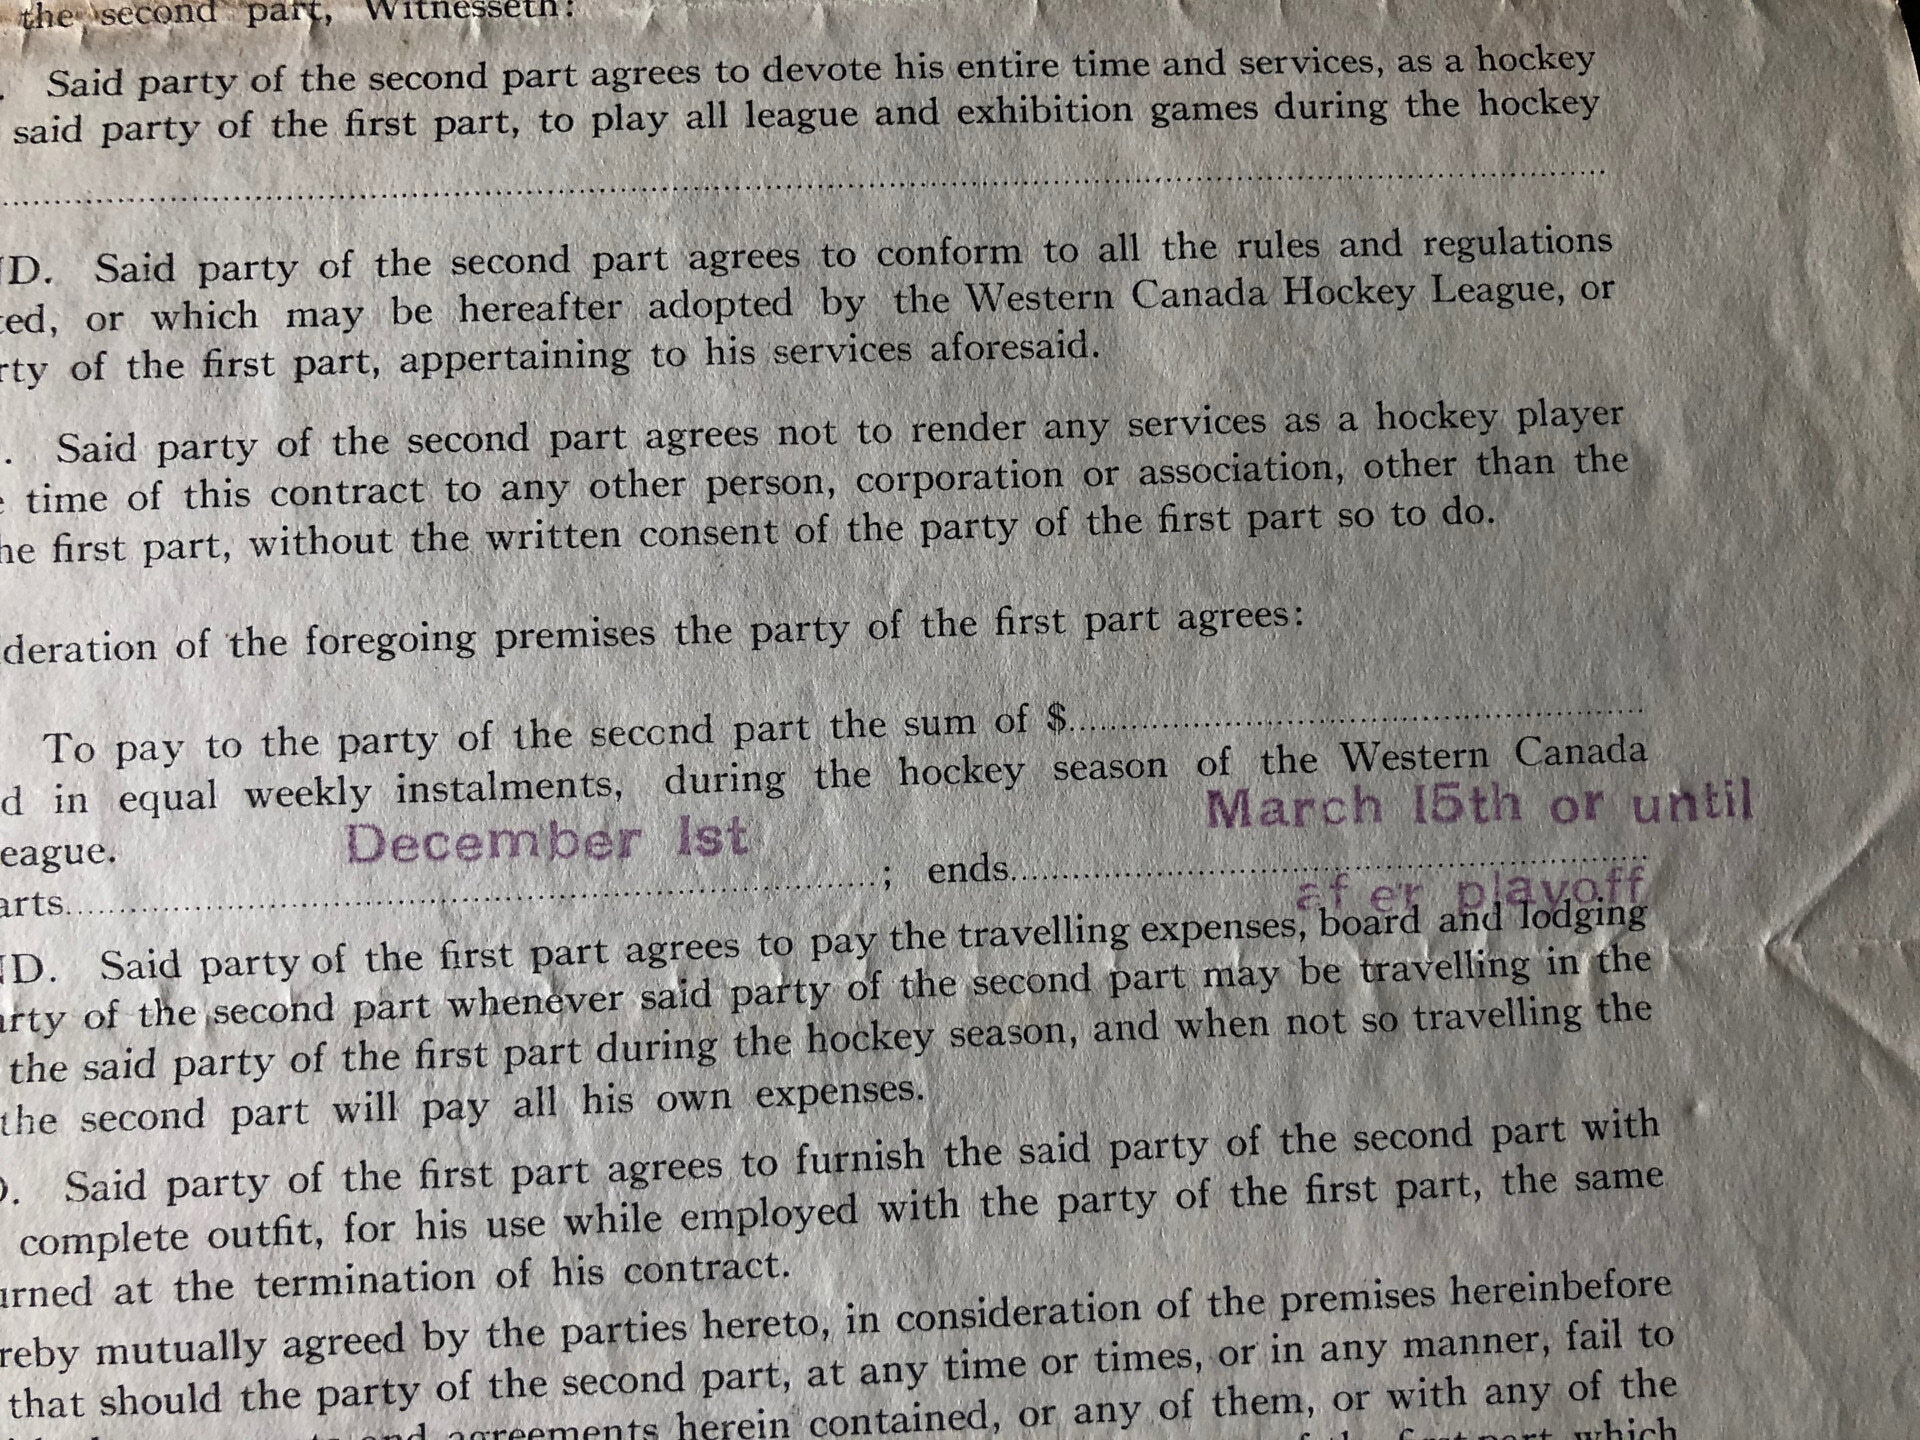 the second part, Witnesseth:
. Said party of the second part agrees to devote his entire time and services, as a hockey
said party of the first part, to play all league and exhibition games during the hockey
D. Said party of the second part agrees to conform to all the rules and regulations
ed, or which may be hereafter adopted by the Western Canada Hockey League, or
rty of the first part, appertaining to his services aforesaid.
. Said party of the second part agrees not to render any services as a hockey player
time of this contract to any other person, corporation or association, other than the
he first part, without the written consent of the party of the first part so to do.
deration of the foregoing premises the party of the first part agrees:
To pay to the party of the second part the sum of $
d in equal weekly instalments, during the hockey season of the Western Canada
March 15th or until
eague. December 1st
arts ; ends
af er playoff
D. Said party of the first part agrees to pay the travelling expenses, board and lodging
arty of the second part whenever said party of the second part may be travelling in the
the said party of the first part during the hockey season, and when not so travelling the
the second part will pay all his own expenses.
. Said party of the first part agrees to furnish the said party of the second part with
complete outfit, for his use while employed with the party of the first part, the same
urned at the termination of his contract.
reby mutually agreed by the parties hereto, in consideration of the premises hereinbefore
that should the party of the second part, at any time or times, or in any manner, fail to
and agreements herein contained, or any of them, or with any of the
which